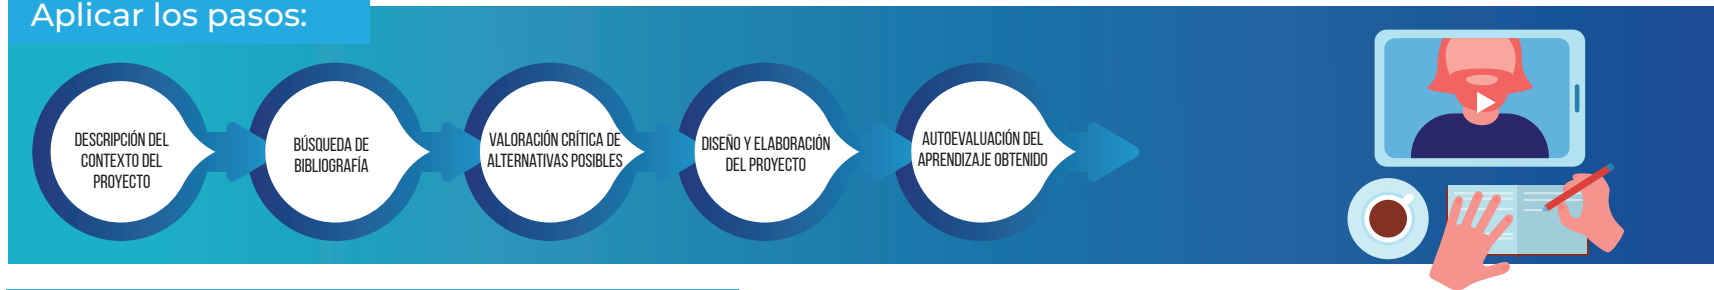 Aplicar los pasos:
DESCRIPCIÓN DEL
CONTEXTO DEL
PROYECTO
BÚSQUEDA DE
BIBLIOGRAFÍA
VALORACIÓN CRÍTICA DE
ALTERNATIVAS POSIBLES
DISEÑO Y ELABORACIÓN
DEL PROYECTO
AUTOEVALUACIÓN DEL
APRENDIZAJE OBTENIDO